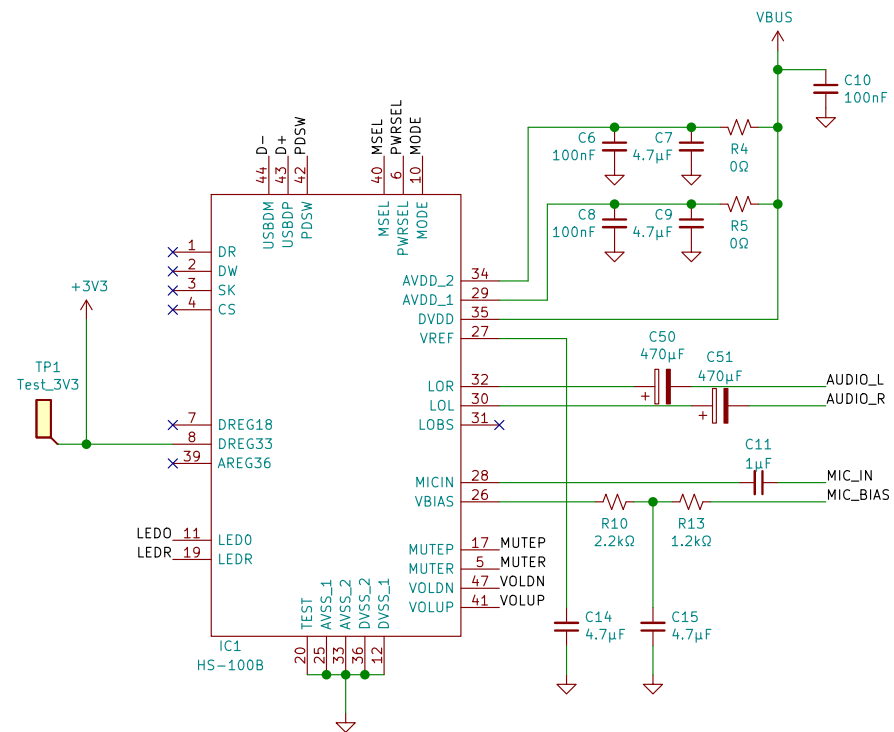 VBUS
C10
100nF
C6
100nF
C7
4.7µF
R4
0Ω
C8
100nF
C9
4.7µF
R5
0Ω
D-
D+
PDSW
MSEL
PWRSEL
MODE
44
43
42
40
6
10
USBDM
USBDP
PDSW
MSEL
PWRSEL
MODE
1 DR
2 DW
3 SK
4 CS
+3V3
TP1
Test_3V3
7 DREG18
8 DREG33
39 AREG36
LEDO 11 LED0
LEDR 19 LEDR
AVDD_2 34
AVDD_1 29
DVDD 35
VREF 27
C50
470µF
C51
470µF
LOR 32 AUDIO_L
LOL 30 AUDIO_R
LOBS 31
C11
1µF
MICIN 28 MIC_IN
VBIAS 26 MIC_BIAS
R10
2.2kΩ
R13
1.2kΩ
MUTEP 17 MUTEP
MUTER 5 MUTER
VOLDN 47 VOLDN
VOLUP 41 VOLUP
C14
4.7µF
C15
4.7µF
TEST
AVSS_1
AVSS_2
DVSS_2
DVSS_1
20
25
33
36
12
IC1
HS-100B